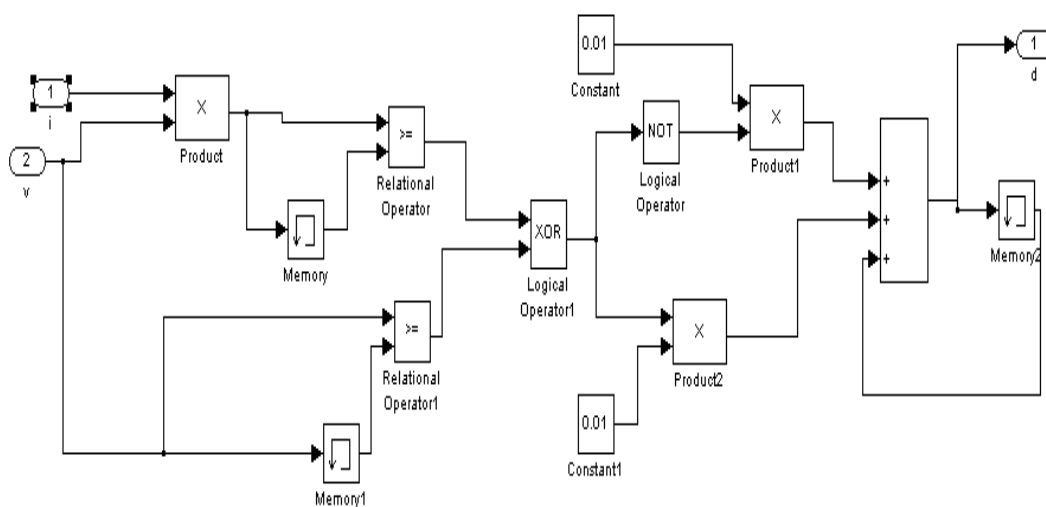 1
i
2
v
X
Product
Memory
>=
Relational
Operator
>=
Relational
Operator1
Memory1
XOR
Logical
Operator1
0.01
Constant
NOT
Logical
Operator
X
Product1
X
Product2
0.01
Constant1
+
+
+
1
d
Memory2